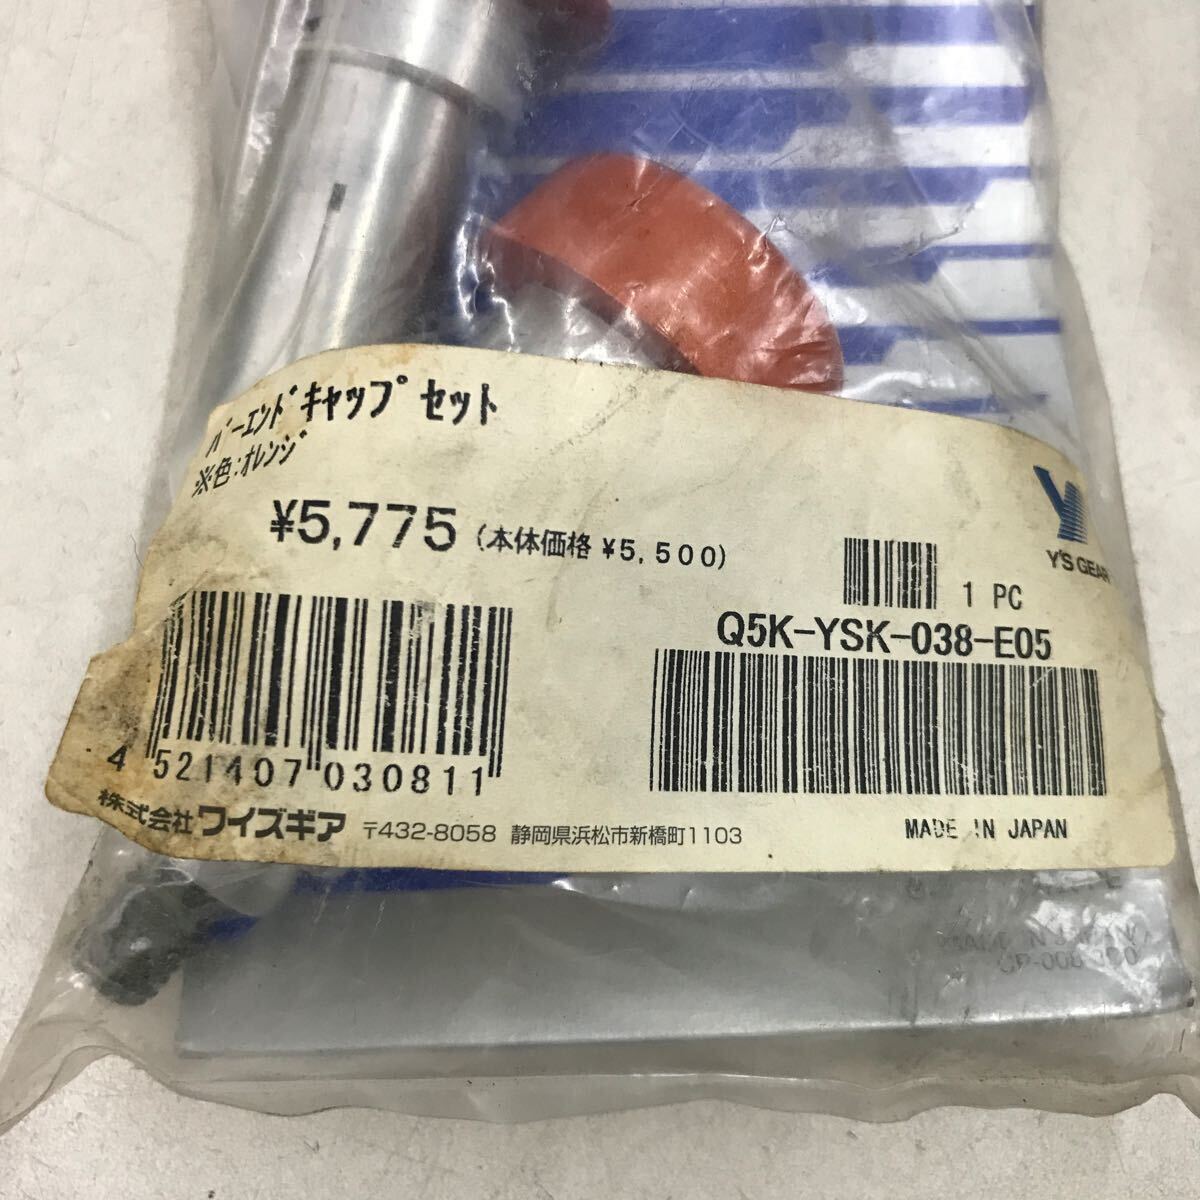 ﾊﾞｰｴﾝﾄﾞｷｬｯﾌﾟｾｯﾄ
※色:ｵﾚﾝｼﾞ
¥5,775 (本体価格 ¥5,500)
Y'S GEAR
1 PC
Q5K-YSK-038-E05
4 521407 030811
株式会社ワイズギア 〒432-8058 静岡県浜松市新橋町1103
MADE IN JAPAN